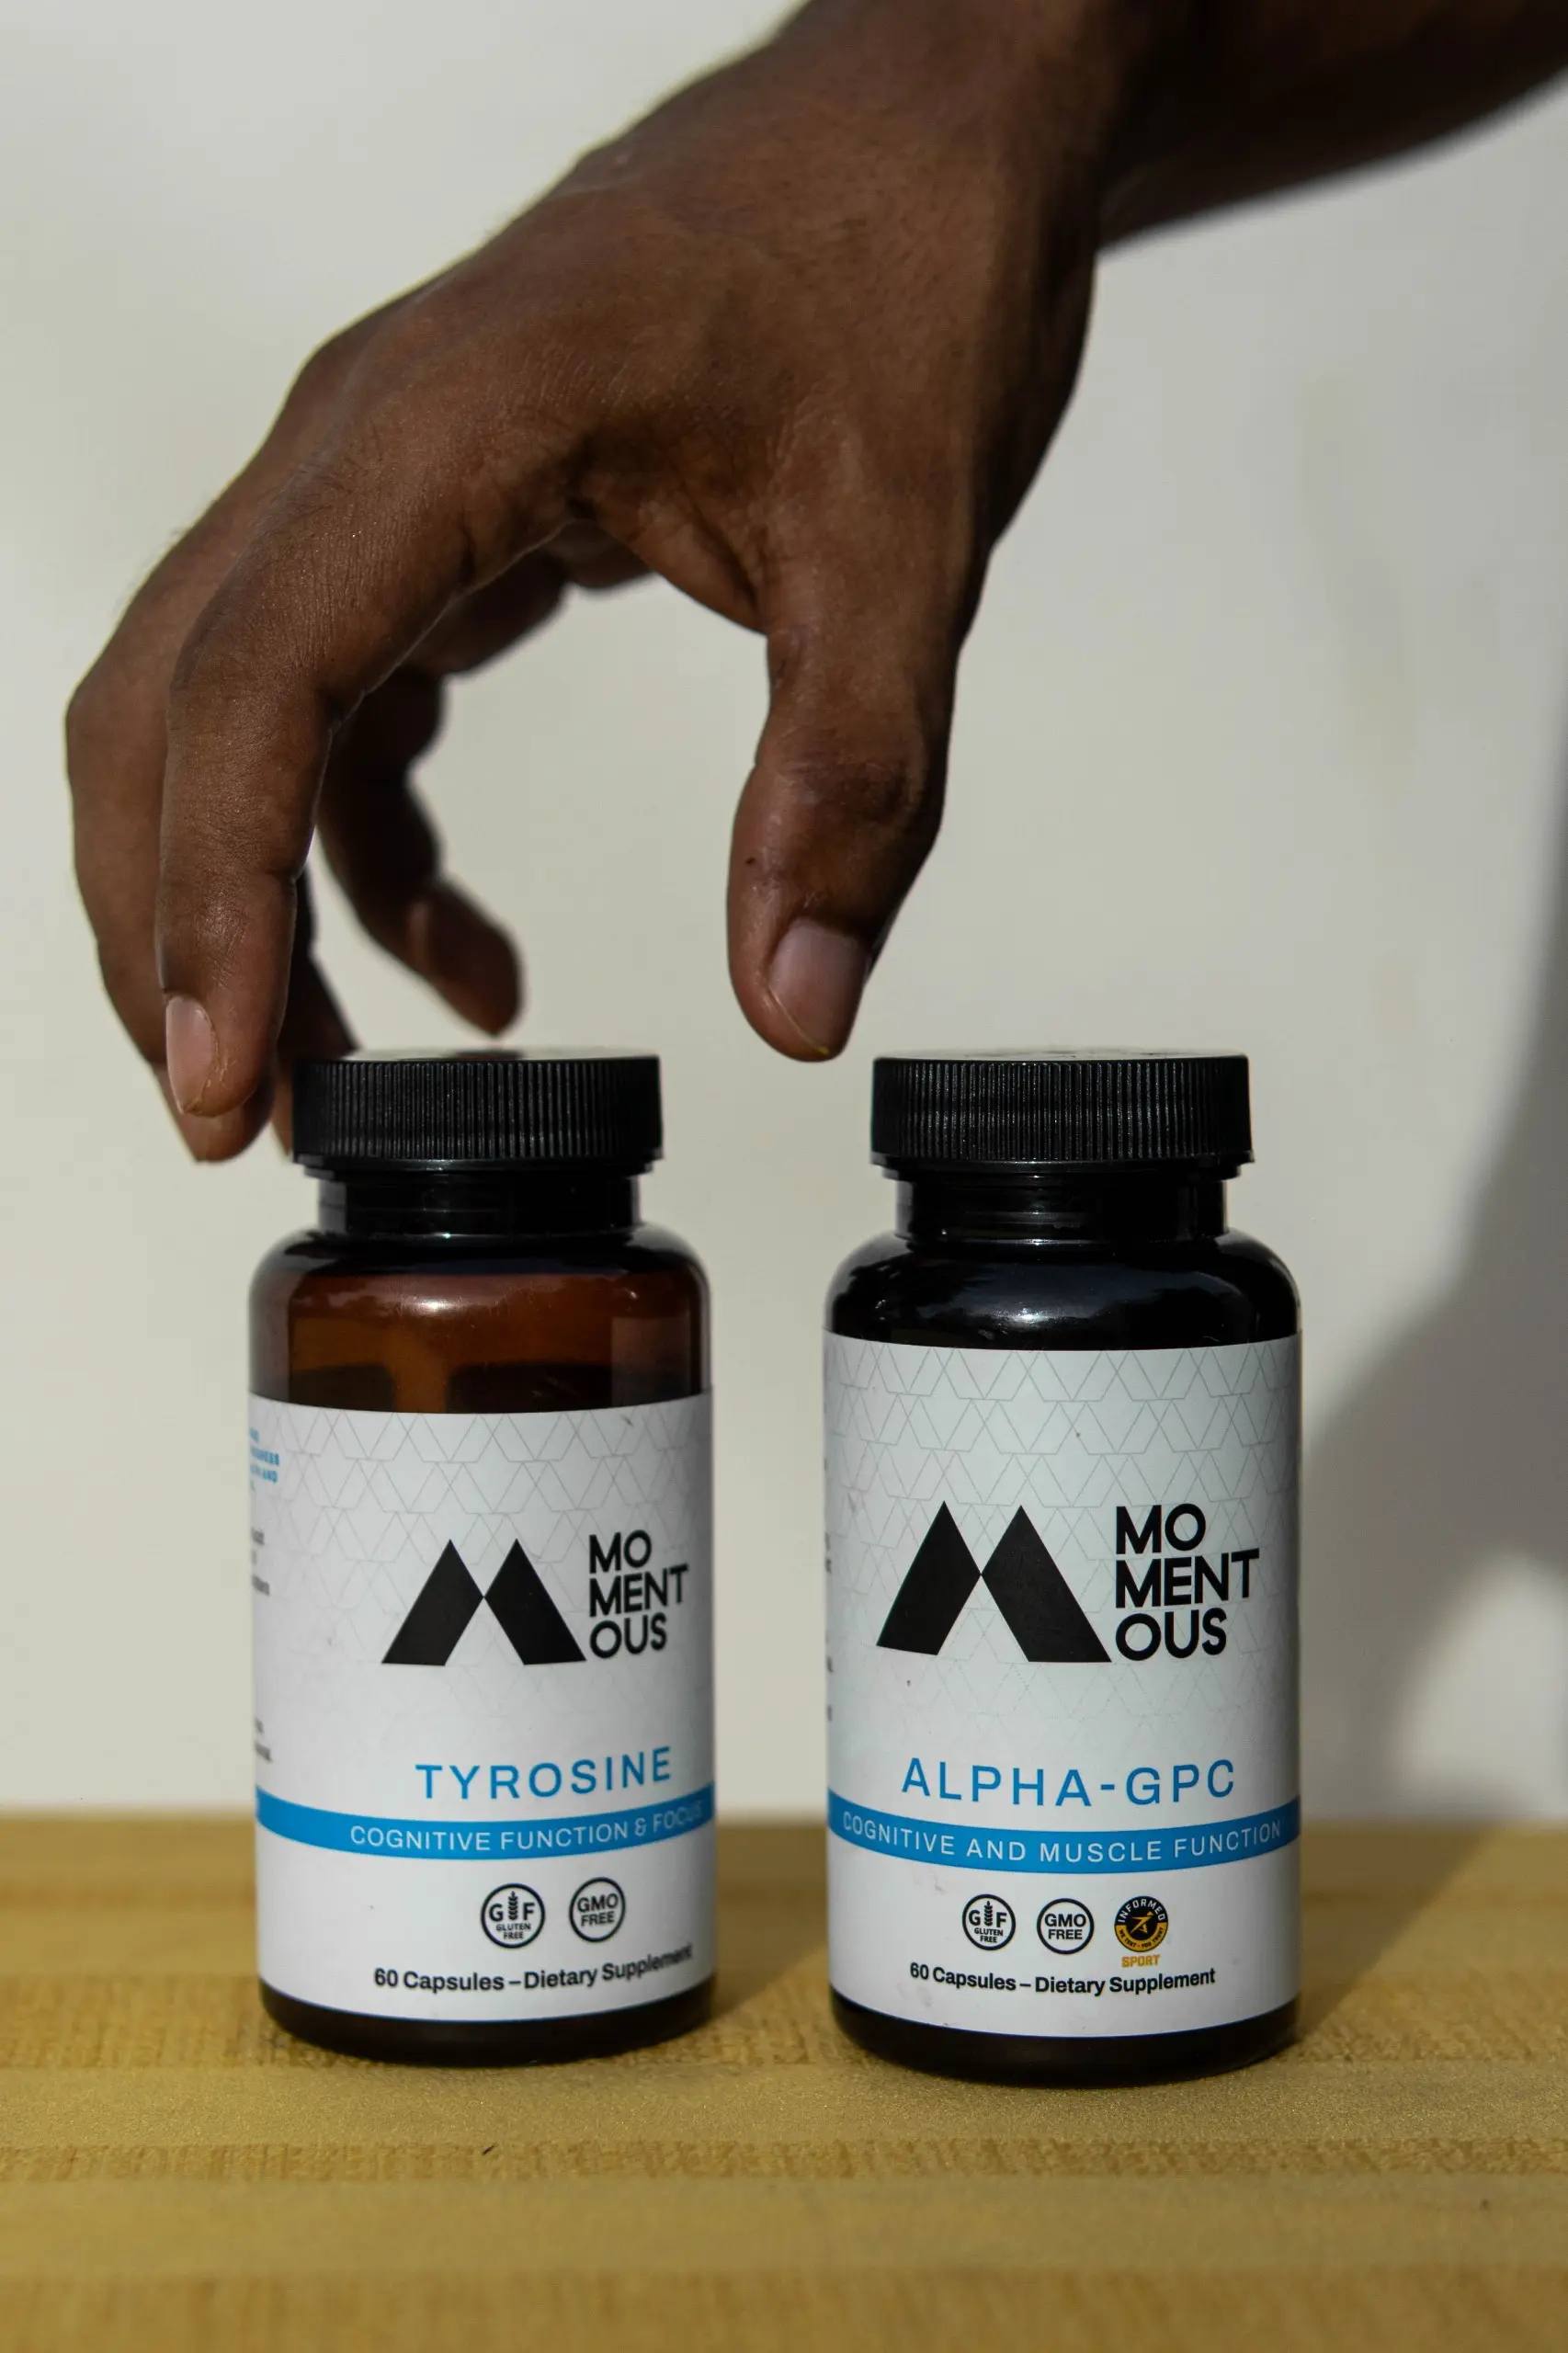 MO
MENT
OUS
TYROSINE
COGNITIVE FUNCTION & FOCUS
G F
GLUTEN
FREE
GMO
FREE
60 Capsules – Dietary Supplement
MO
MENT
OUS
ALPHA-GPC
COGNITIVE AND MUSCLE FUNCTION
G F
GLUTEN
FREE
GMO
FREE
INFORMED
SPORT
60 Capsules – Dietary Supplement